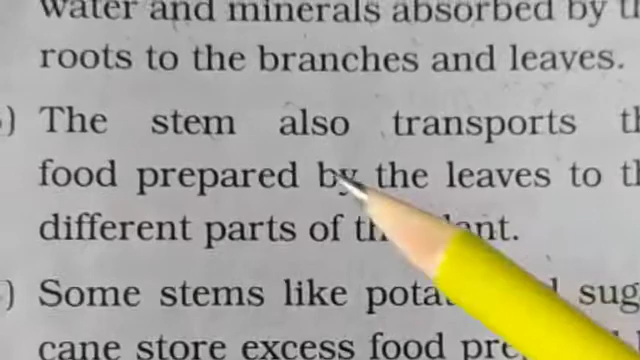 water and minerals absorbed by
roots to the branches and leaves.
) The stem also transports
food prepared by the leaves to
different parts of
) Some stems like
cane store excess food